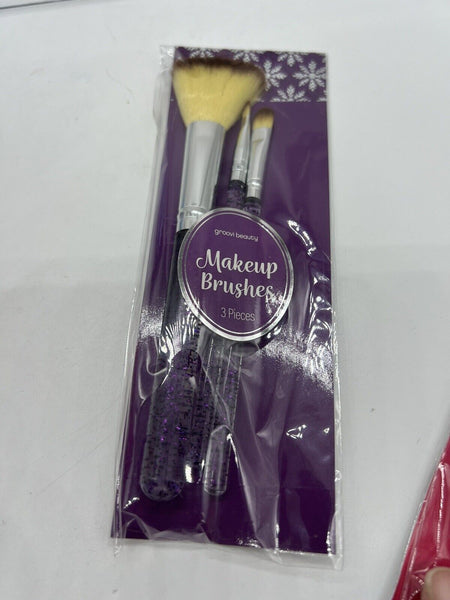 groovi beauty
Makeup
Brushes
3 Pieces